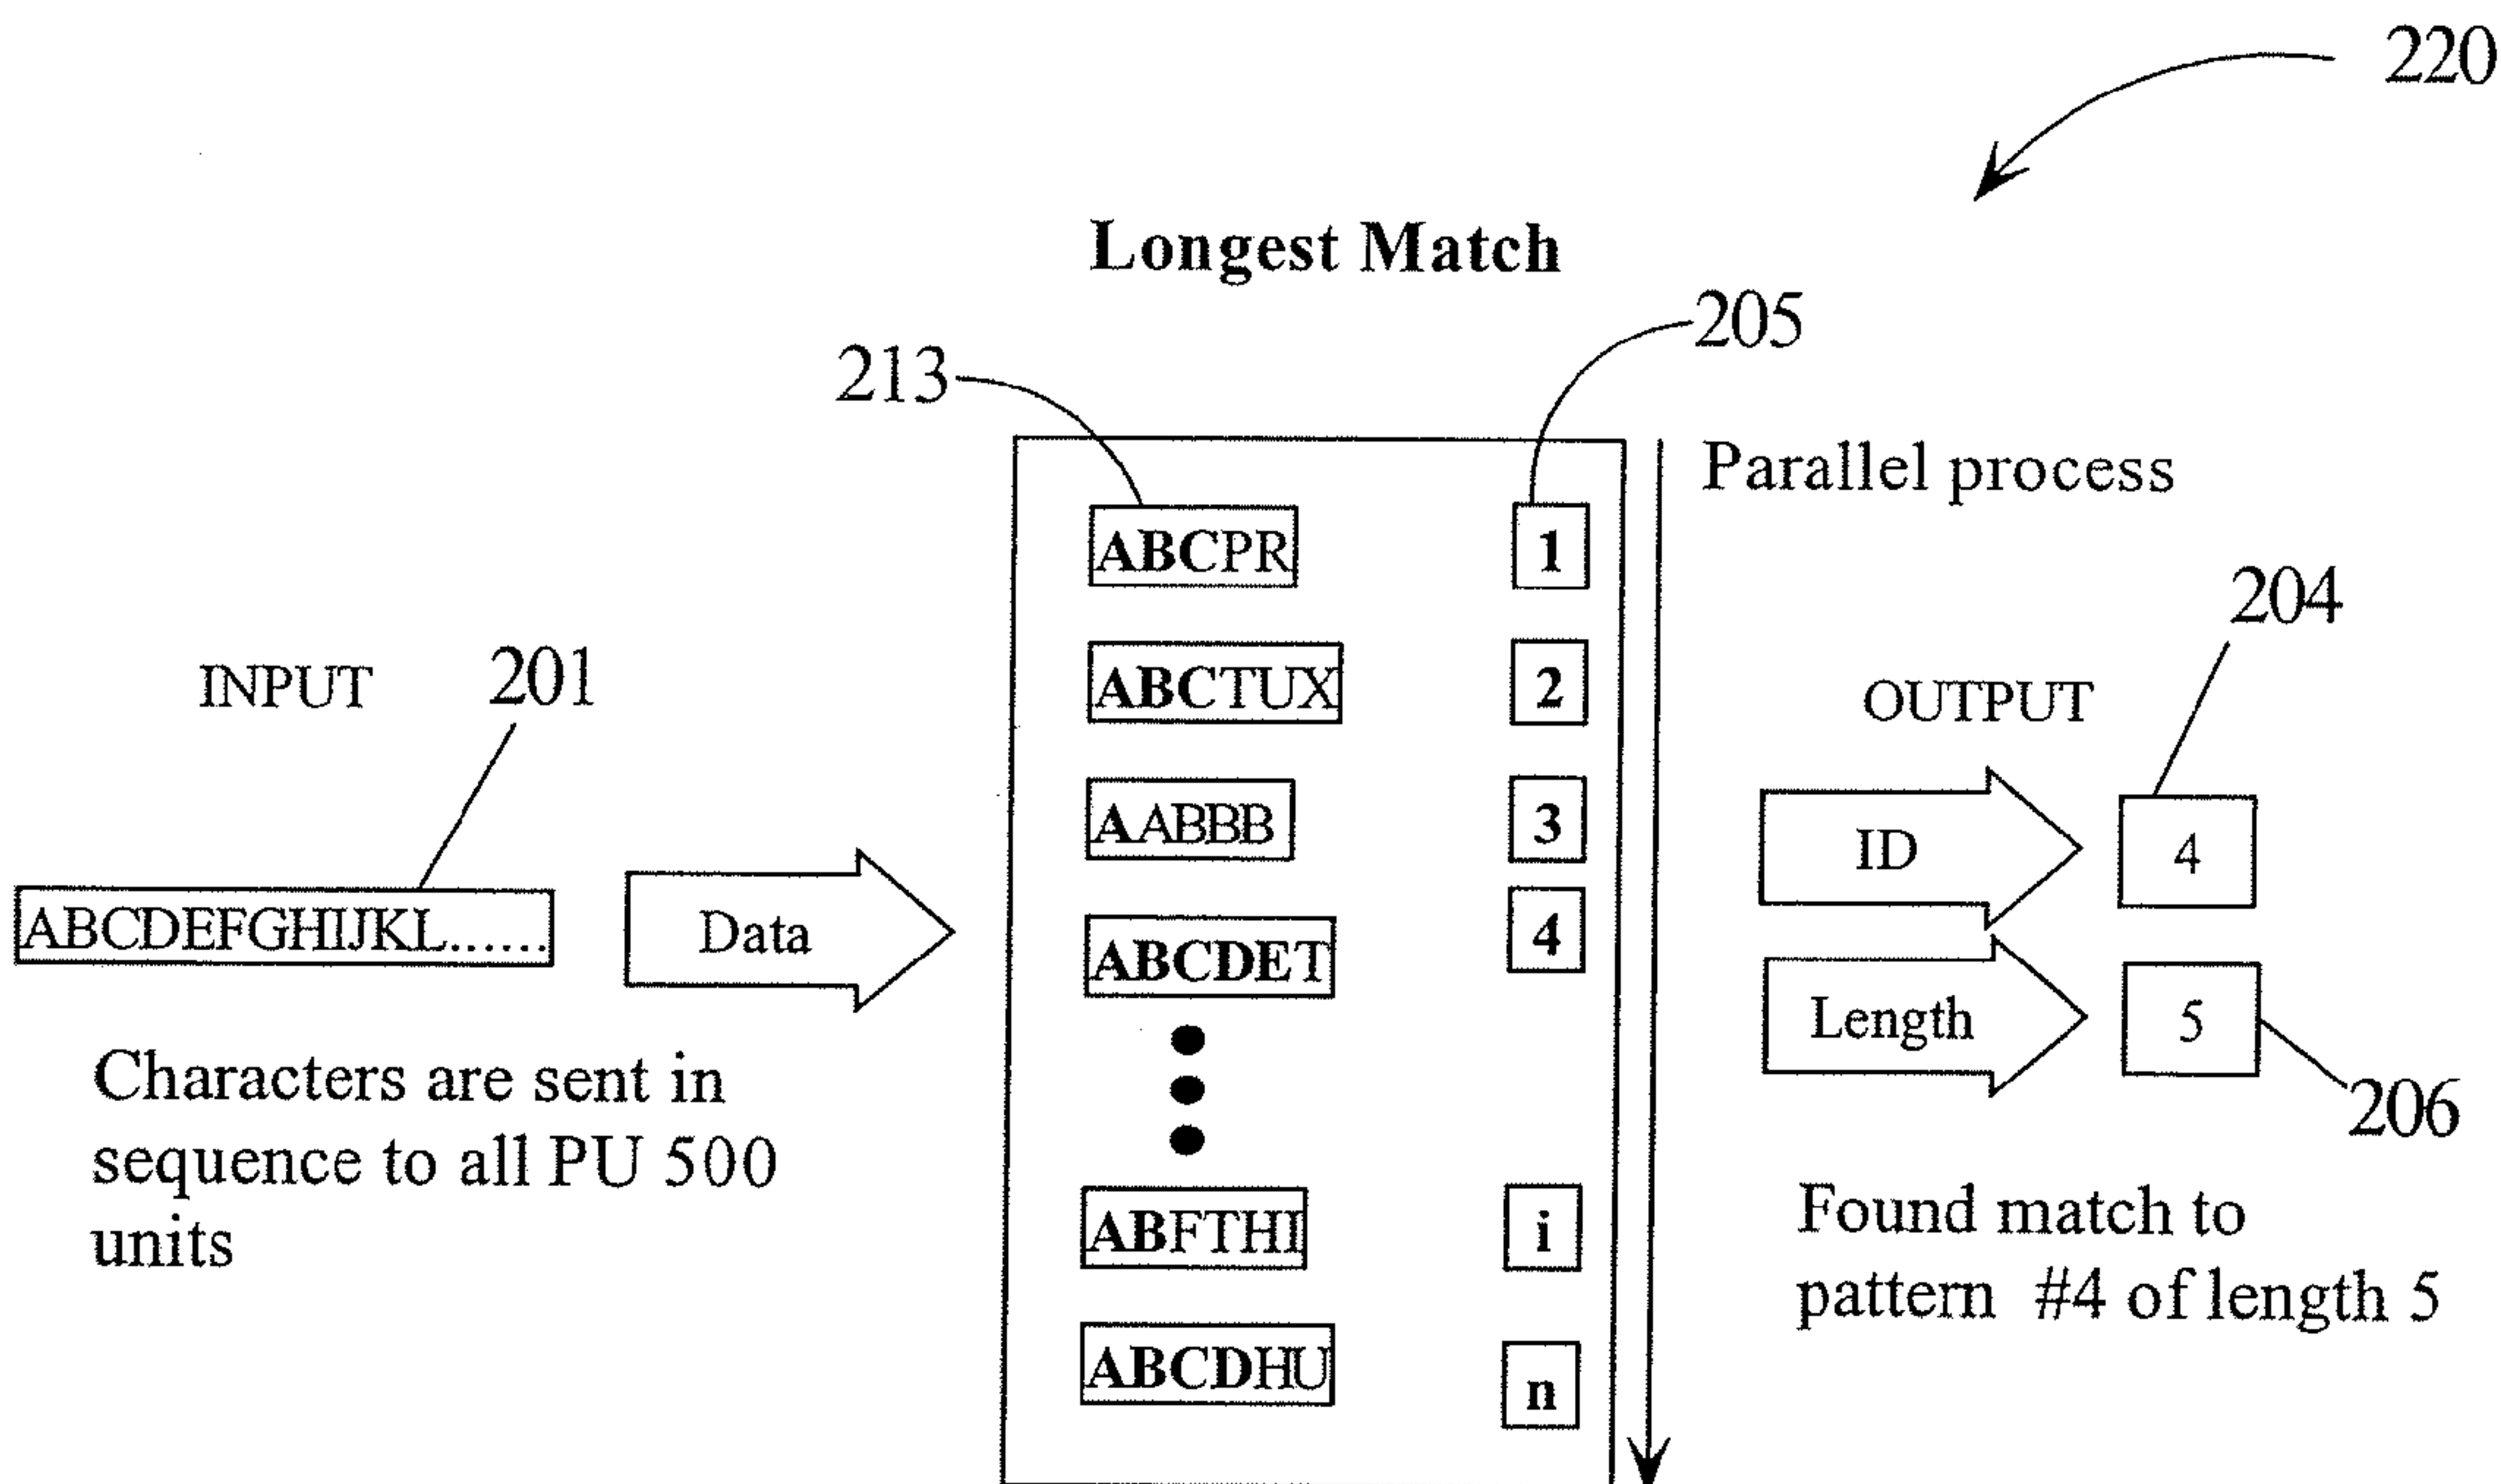 220
Longest Match
205
213
Parallel process
ABCPR
1
204
INPUT
201
ABCTUX
2
OUTPUT
AABBB
3
ID
4
ABCDEFGHIJKL......
Data
ABCDET
4
Length
5
206
Characters are sent in
sequence to all PU 500
units
ABFTHI
i
Found match to
pattern #4 of length 5
ABCDHU
n